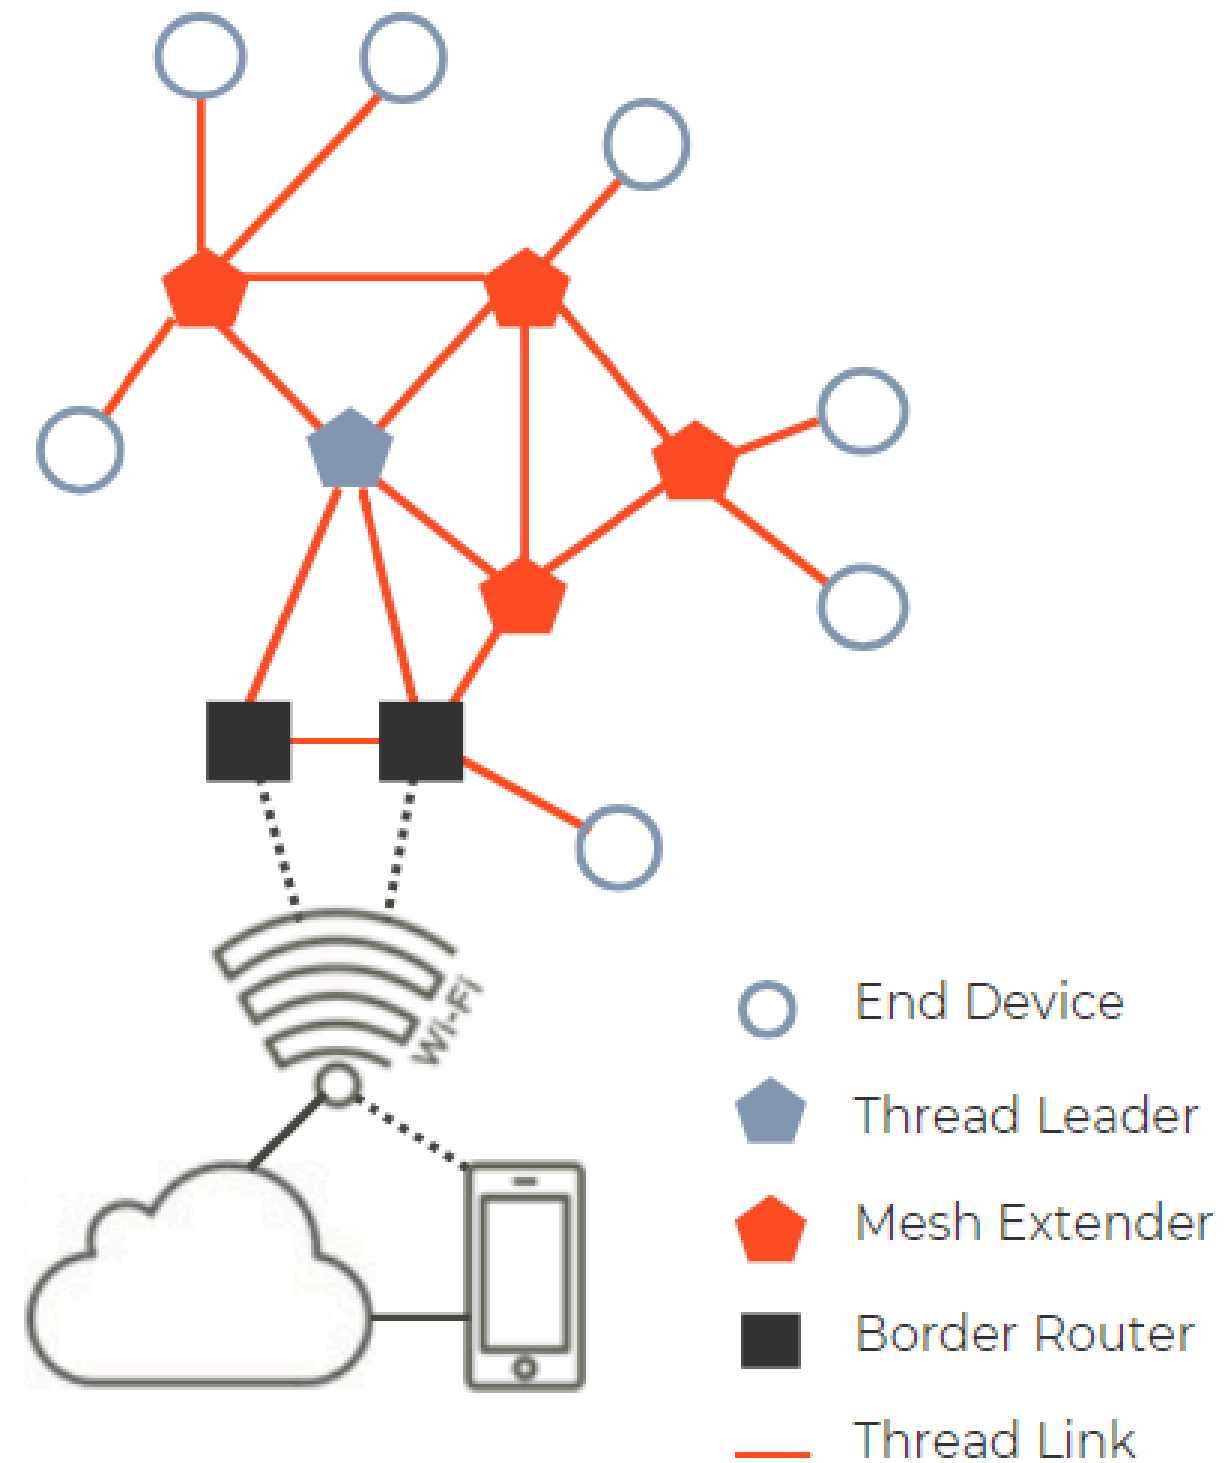 Wi-Fi
End Device
Thread Leader
Mesh Extender
Border Router
Thread Link